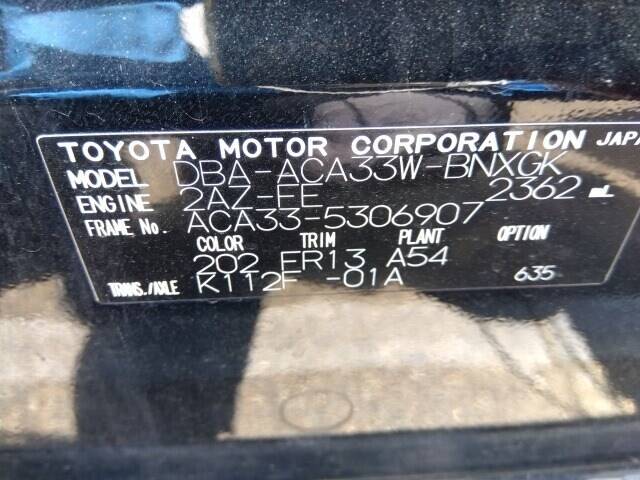 TOYOTA MOTOR CORPORATION JAPA
MODEL DBA-ACA33W-BNXGK
ENGINE 2AZ-FE 2362 mL
FRAME No. ACA33-5306907
COLOR TRIM PLANT OPTION
202 FR13 A54
TRANS./AXLE K112F -01A 635